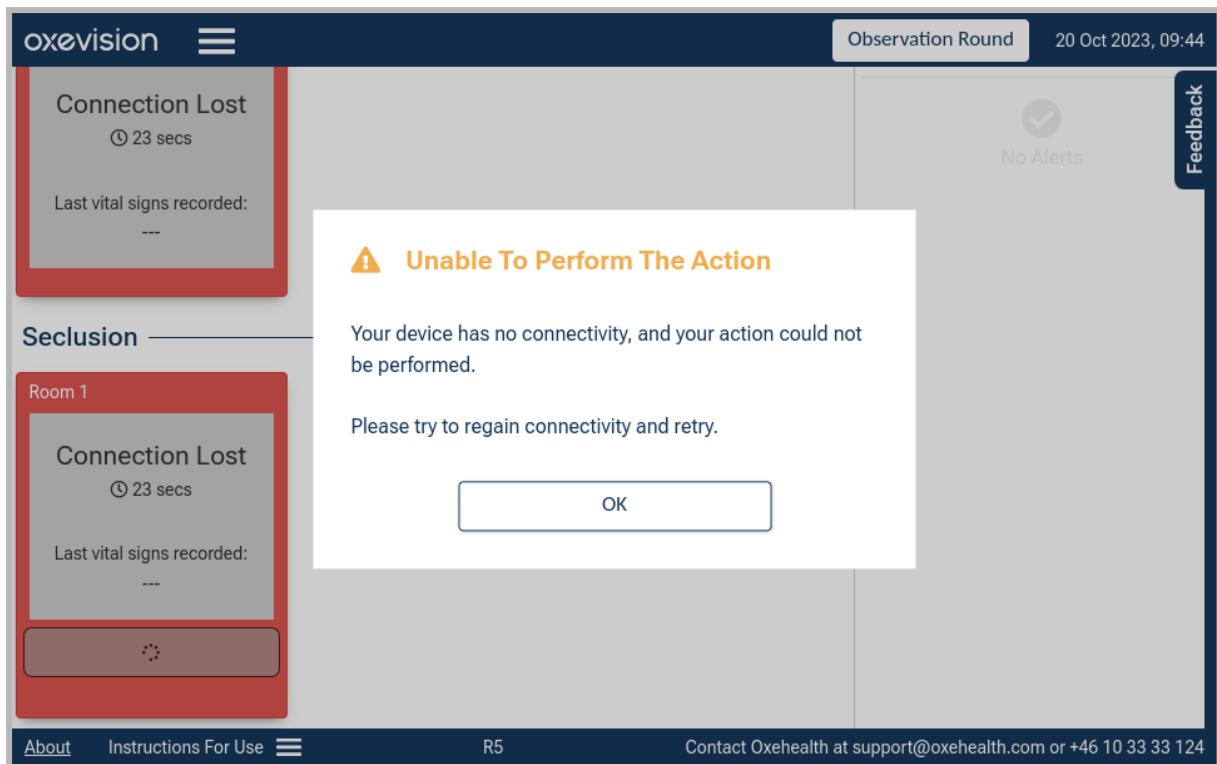 oxevision
Observation Round
20 Oct 2023, 09:44
Connection Lost
23 secs
Last vital signs recorded:
---
No Alerts
Feedback
Unable To Perform The Action
Your device has no connectivity, and your action could not
be performed.
Please try to regain connectivity and retry.
OK
Seclusion
Room 1
Connection Lost
23 secs
Last vital signs recorded:
---
About
Instructions For Use
R5
Contact Oxehealth at support@oxehealth.com or +46 10 33 33 124